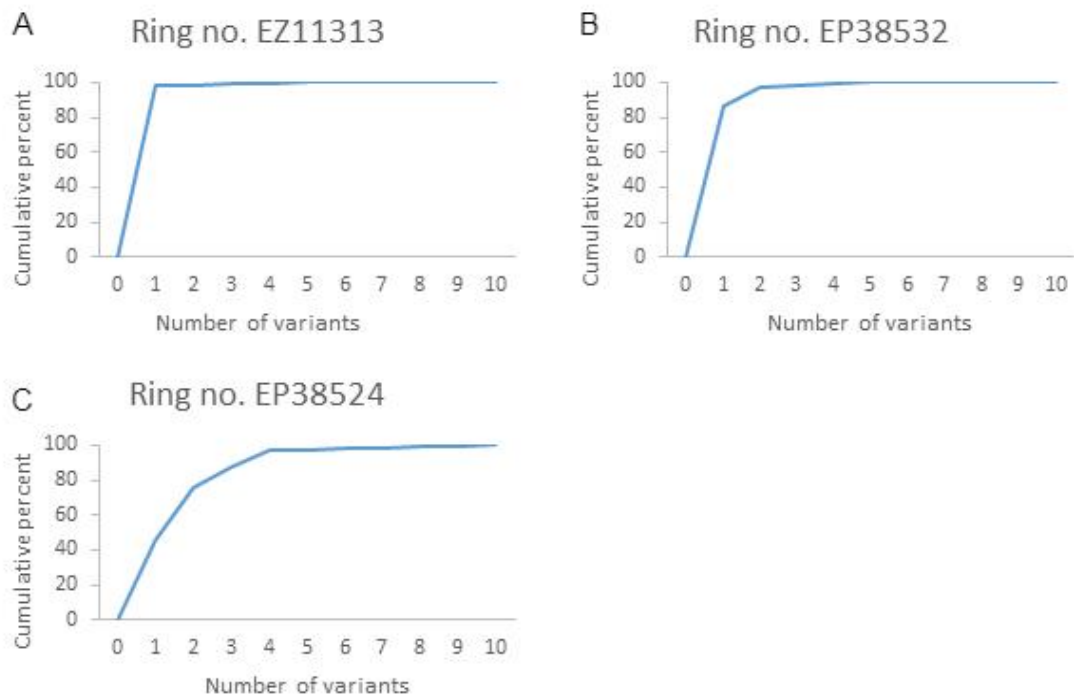 A
Ring no. EZ11313
Cumulative percent
100
80
60
40
20
0
0 1 2 3 4 5 6 7 8 9 10
Number of variants
B
Ring no. EP38532
Cumulative percent
100
80
60
40
20
0
0 1 2 3 4 5 6 7 8 9 10
Number of variants
C
Ring no. EP38524
Cumulative percent
100
80
60
40
20
0
0 1 2 3 4 5 6 7 8 9 10
Number of variants